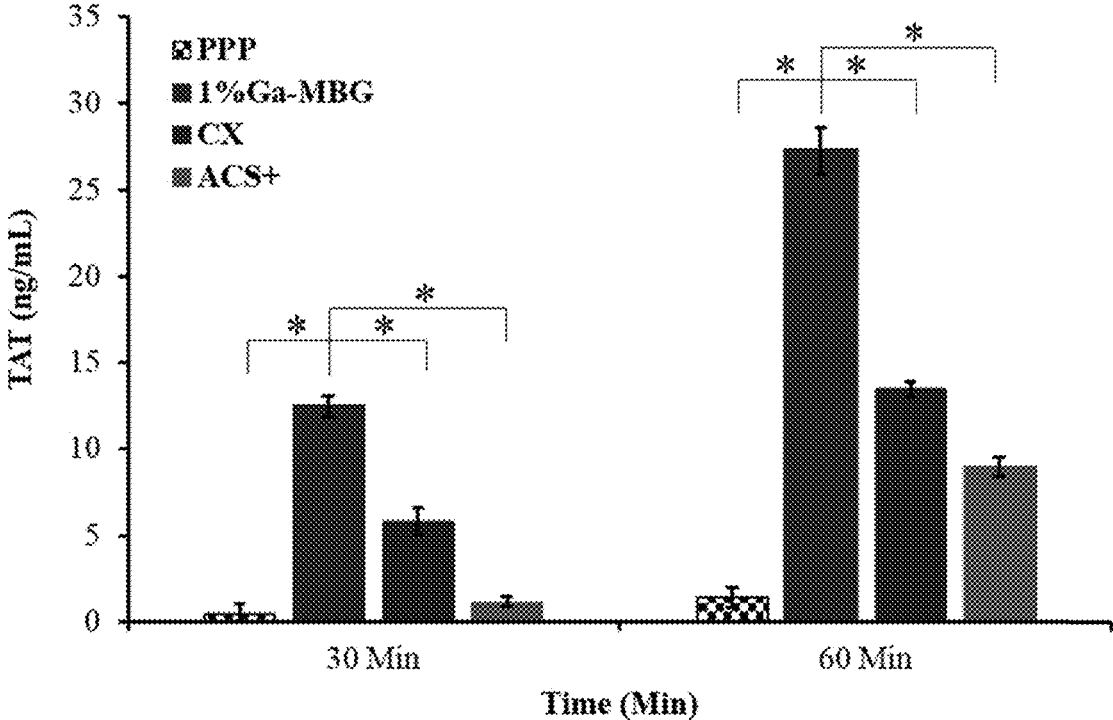 35
30
25
20
15
10
5
0
TAT (ng/mL)
PPP
1%Ga-MBG
CX
ACS+
* * *
* * *
30 Min
60 Min
Time (Min)